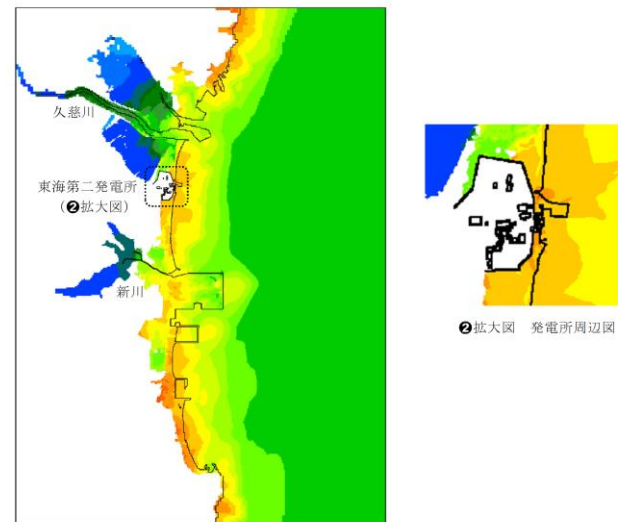 久慈川
東海第二発電所
（❷拡大図）
新川
❷拡大図　発電所周辺図